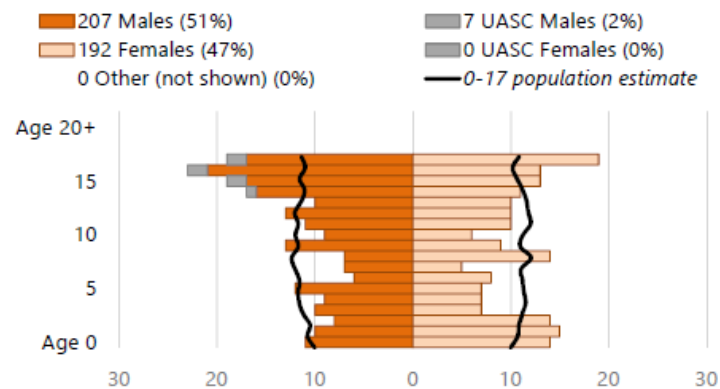 207 Males (51%) 7 UASC Males (2%)
192 Females (47%) 0 UASC Females (0%)
0 Other (not shown) (0%) 0-17 population estimate
Age 20+
15
10
5
Age 0
30 20 10 0 10 20 30